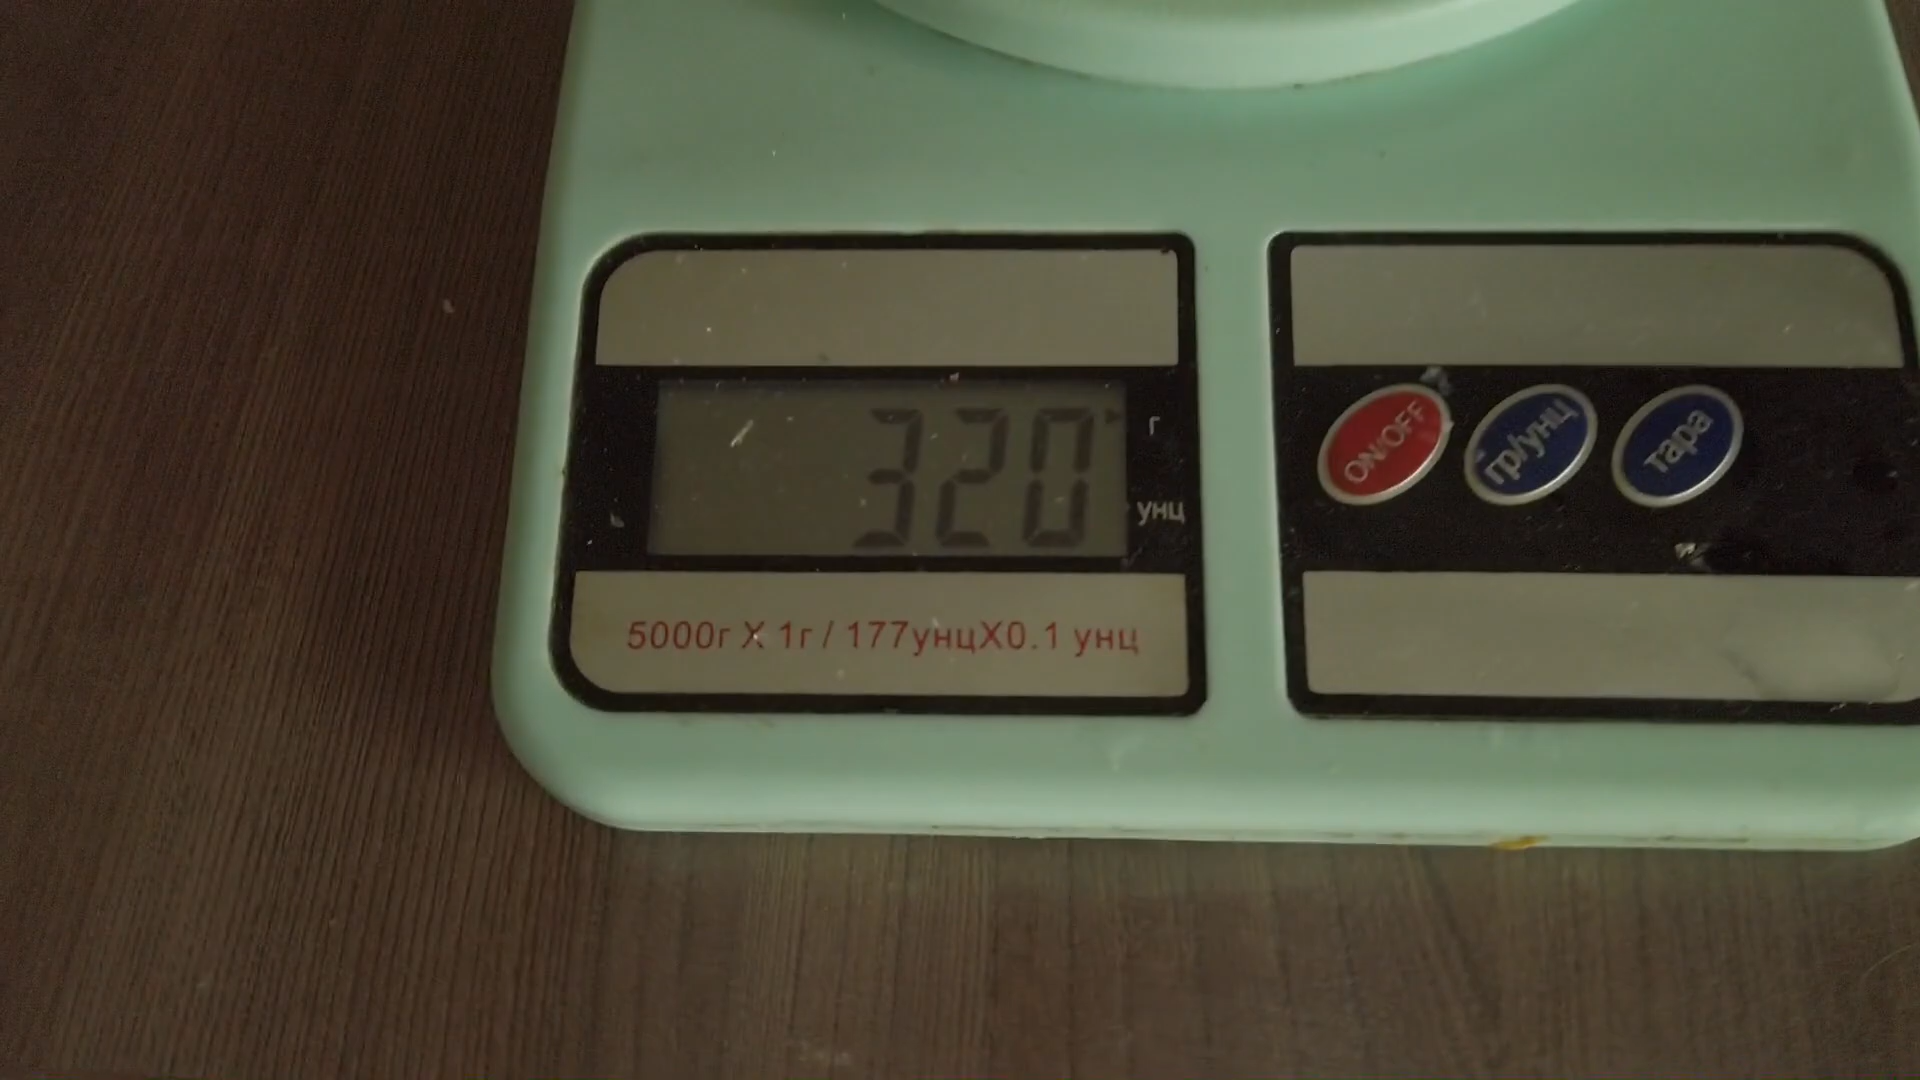 320
г
унц
5000г X 1г / 177унцX0.1 унц
ON/OFF
гр/унц
тара